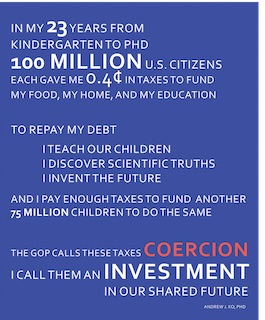 IN MY 23 YEARS FROM
KINDERGARTEN TO PHD
100 MILLION U.S. CITIZENS
EACH GAVE ME 0.4¢ IN TAXES TO FUND
MY FOOD, MY HOME, AND MY EDUCATION
TO REPAY MY DEBT
I TEACH OUR CHILDREN
I DISCOVER SCIENTIFIC TRUTHS
I INVENT THE FUTURE
AND I PAY ENOUGH TAXES TO FUND ANOTHER
75 MILLION CHILDREN TO DO THE SAME
THE GOP CALLS THESE TAXES COERCION
I CALL THEM AN INVESTMENT
IN OUR SHARED FUTURE
ANDREW J. KO, PHD